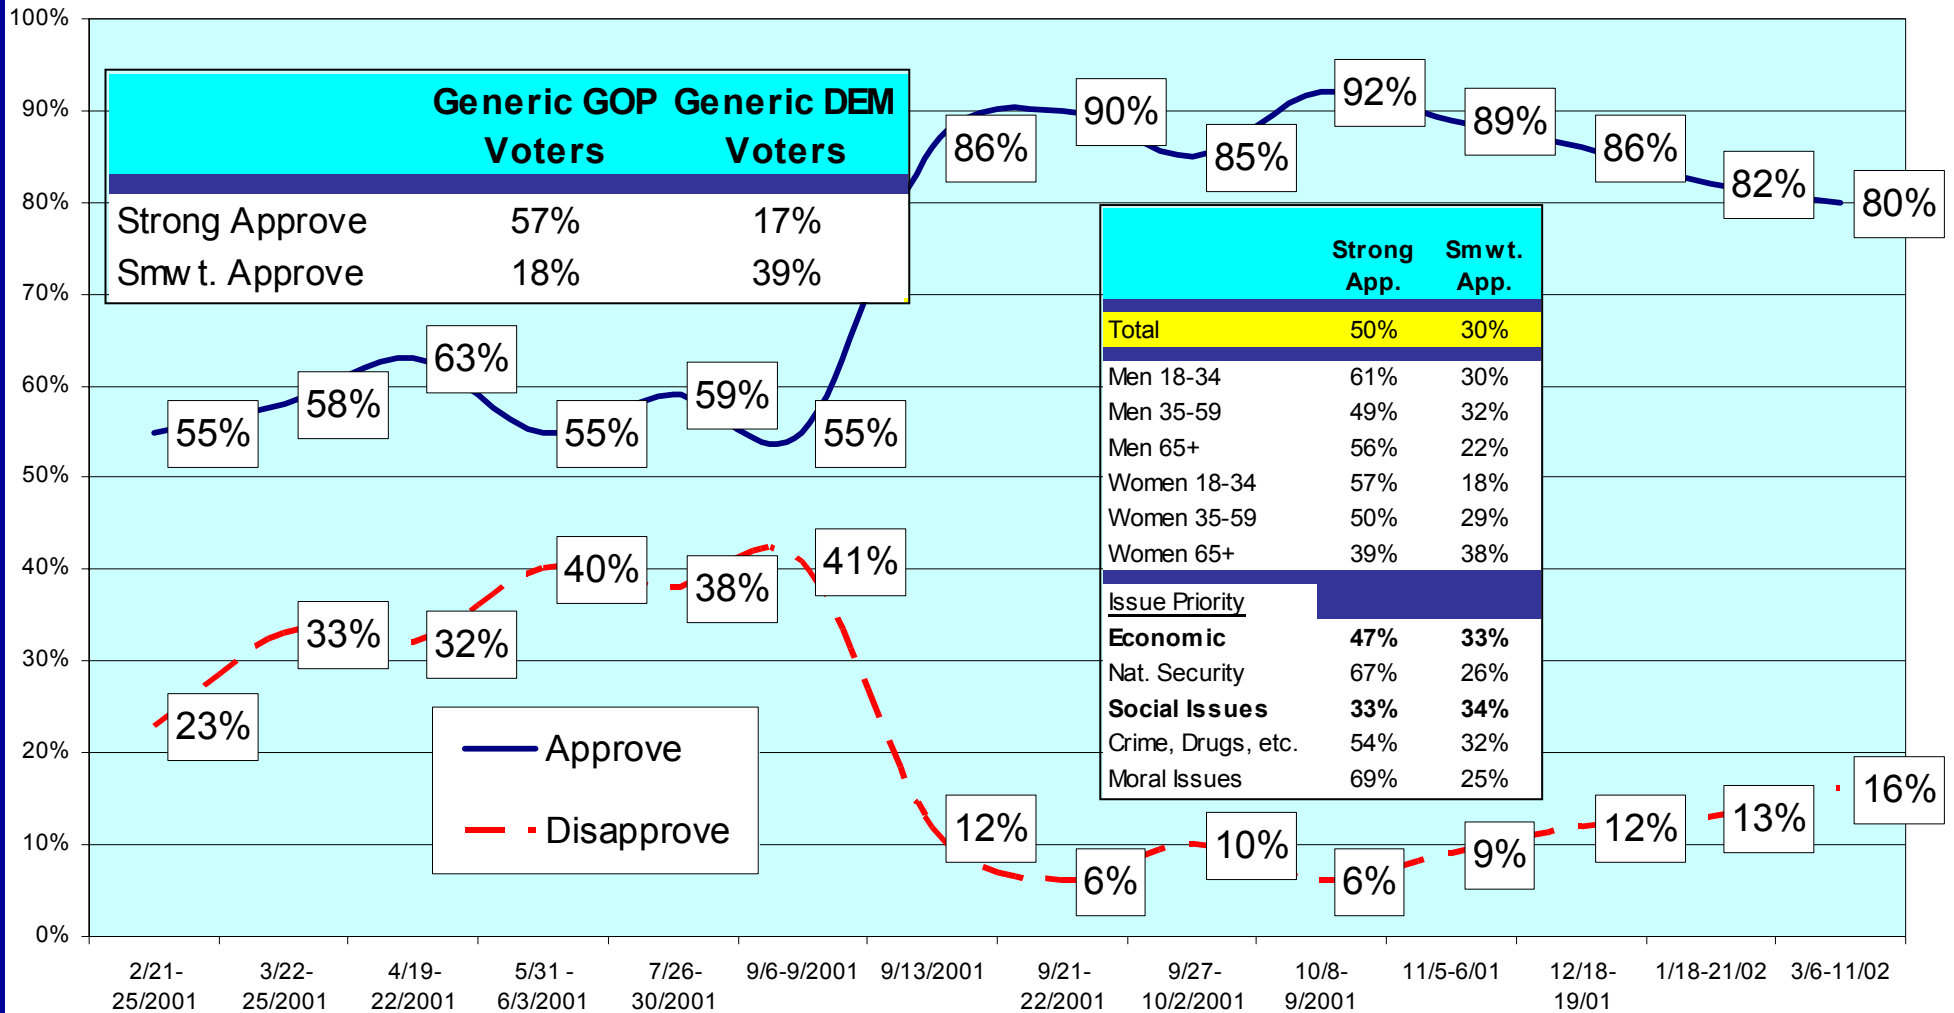 100%
90%
80%
70%
60%
50%
40%
30%
20%
10%
0%
Generic GOP Generic DEM
Voters Voters
Strong Approve 57% 17%
Smwt. Approve 18% 39%
55%
58%
63%
55%
59%
55%
86%
90%
85%
92%
89%
86%
82%
80%
23%
33%
32%
40%
38%
41%
12%
6%
10%
6%
9%
12%
13%
16%
Approve
Disapprove
Strong Smwt.
App. App.
Total 50% 30%
Men 18-34 61% 30%
Men 35-59 49% 32%
Men 65+ 56% 22%
Women 18-34 57% 18%
Women 35-59 50% 29%
Women 65+ 39% 38%
Issue Priority
Economic 47% 33%
Nat. Security 67% 26%
Social Issues 33% 34%
Crime, Drugs, etc. 54% 32%
Moral Issues 69% 25%
2/21-
25/2001
3/22-
25/2001
4/19-
22/2001
5/31 -
6/3/2001
7/26-
30/2001
9/6-9/2001
9/13/2001
9/21-
22/2001
9/27-
10/2/2001
10/8-
9/2001
11/5-6/01
12/18-
19/01
1/18-21/02
3/6-11/02